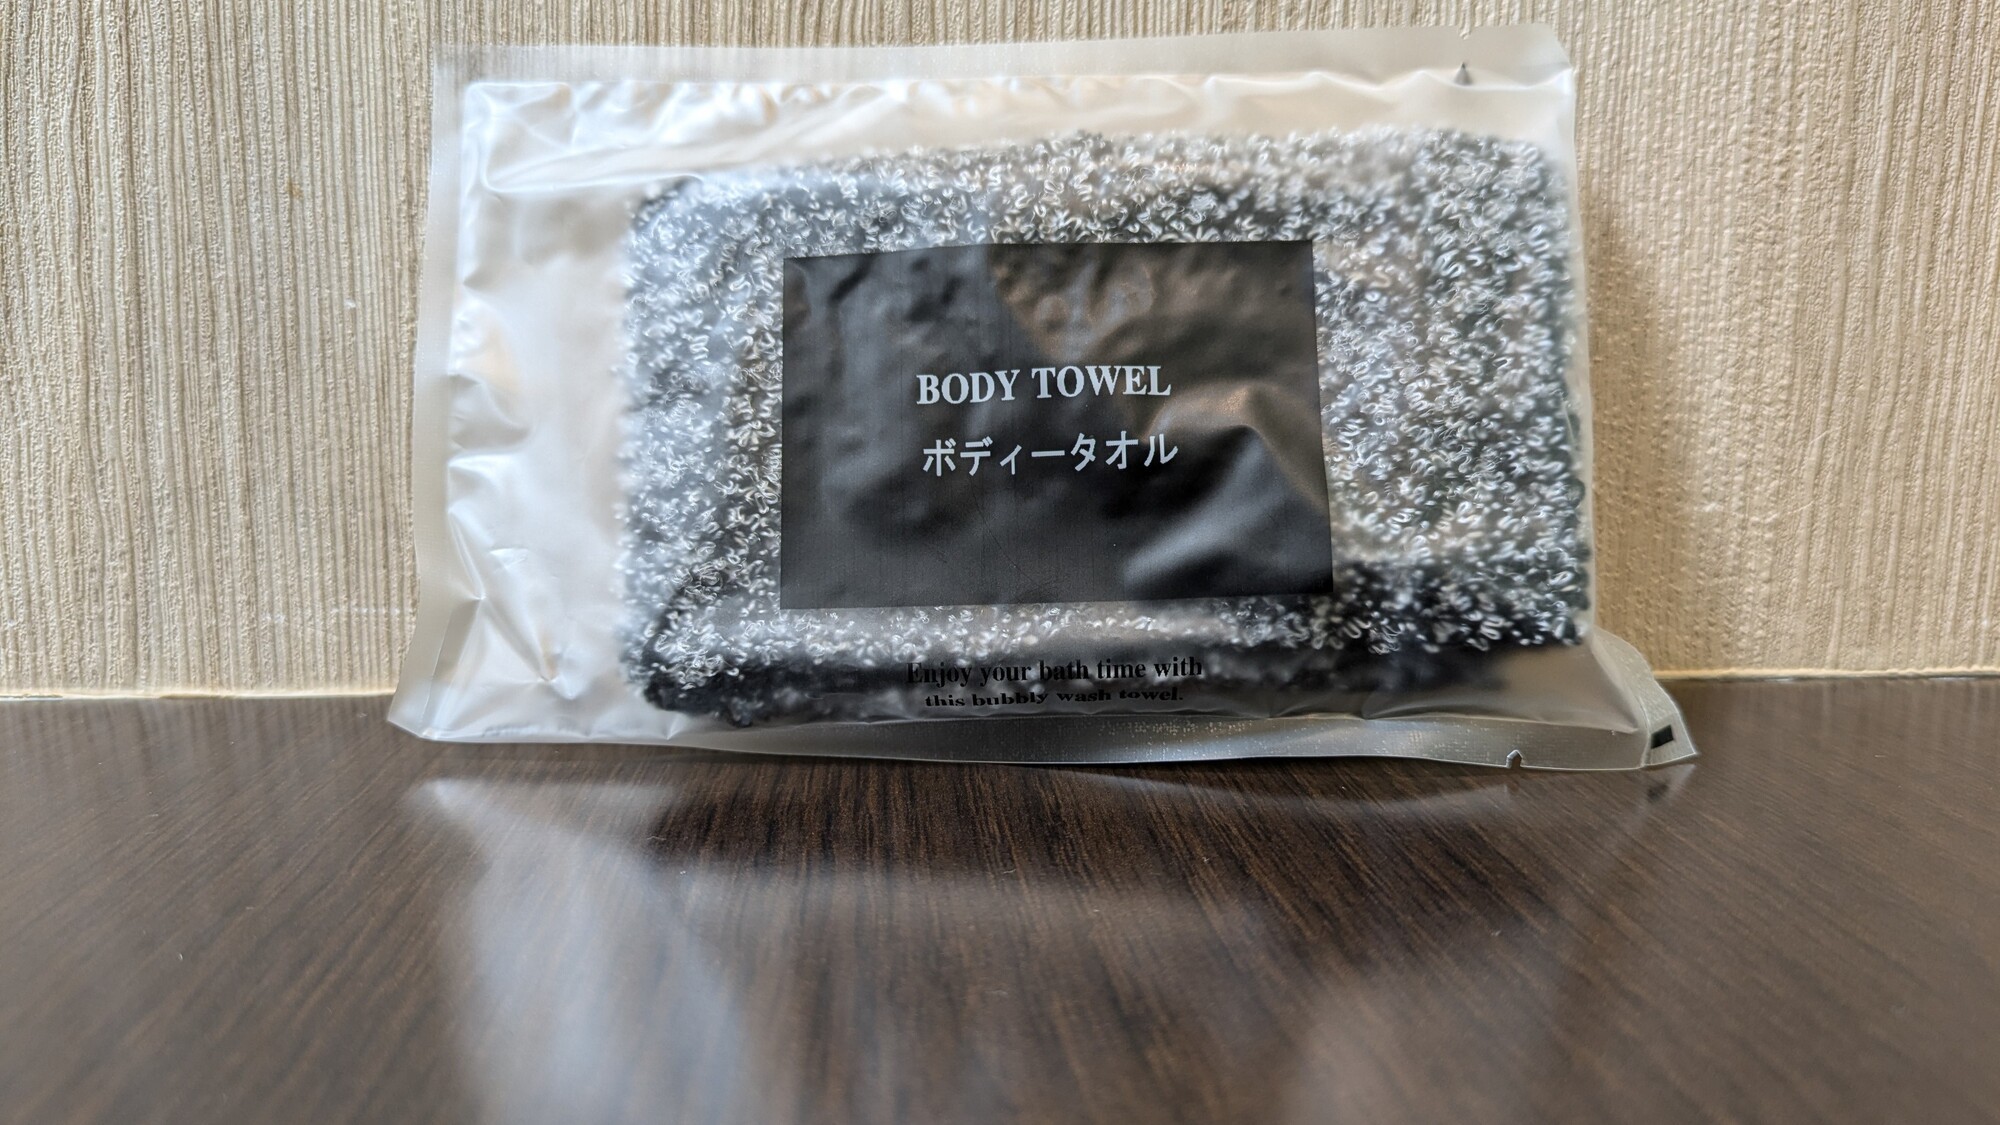 BODY TOWEL
ボディータオル
Enjoy your bath time with
this bubbly wash towel.